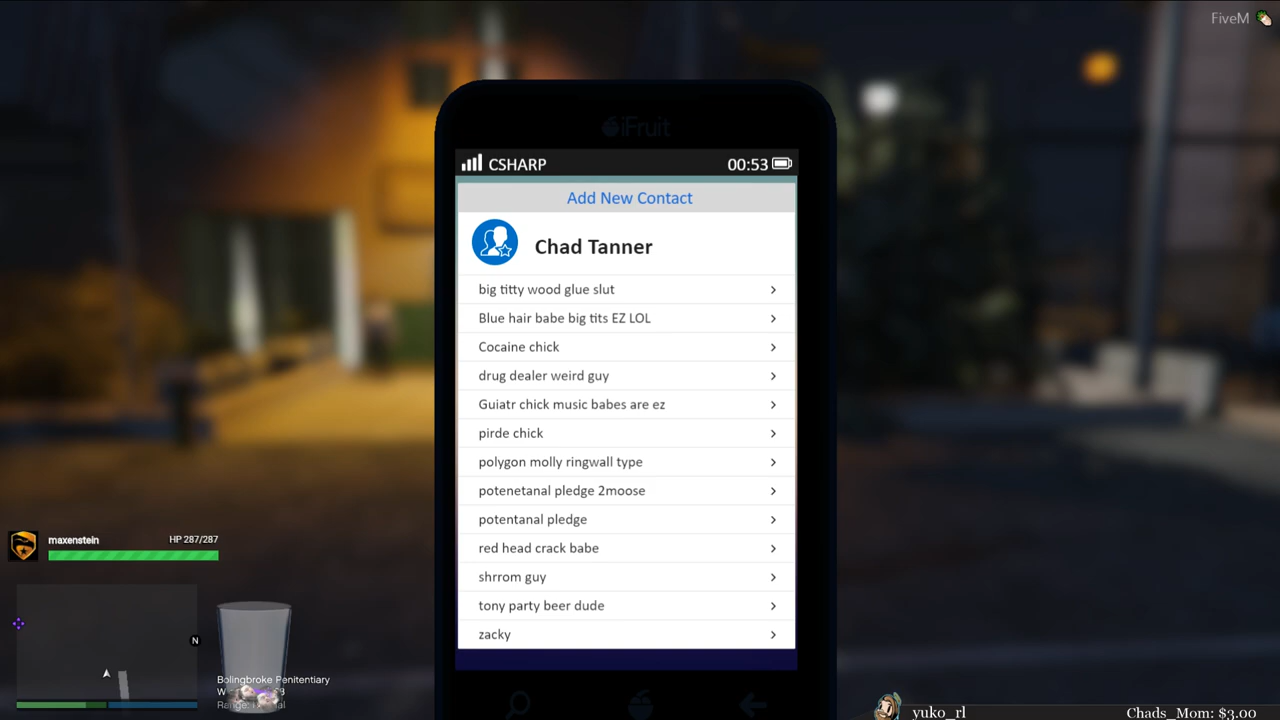 FiveM
iFruit
CSHARP 00:53
Add New Contact
Chad Tanner
big titty wood glue slut
Blue hair babe big tits EZ LOL
Cocaine chick
drug dealer weird guy
Guiatr chick music babes are ez
pirde chick
polygon molly ringwall type
potenetanal pledge 2moose
potentanal pledge
red head crack babe
shrrom guy
tony party beer dude
zacky
maxenstein HP 287/287
N
Bolingbroke Penitentiary
W
Range:
yuko_rl Chads_Mom: $3.00